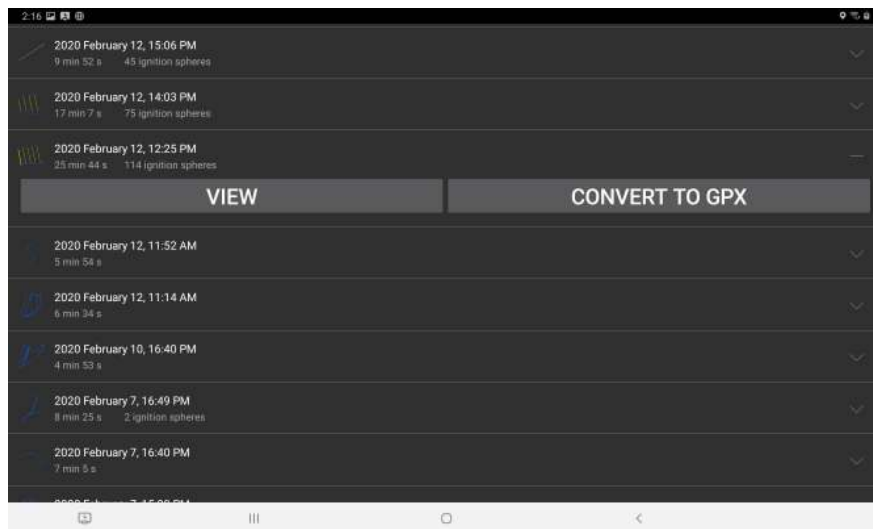 2:16
2020 February 12, 15:06 PM
9 min 52 s 45 ignition spheres
2020 February 12, 14:03 PM
17 min 7 s 75 ignition spheres
2020 February 12, 12:25 PM
25 min 44 s 114 ignition spheres
VIEW CONVERT TO GPX
2020 February 12, 11:52 AM
5 min 54 s
2020 February 12, 11:14 AM
6 min 34 s
2020 February 10, 16:40 PM
4 min 53 s
2020 February 7, 16:49 PM
8 min 25 s 2 ignition spheres
2020 February 7, 16:40 PM
7 min 5 s